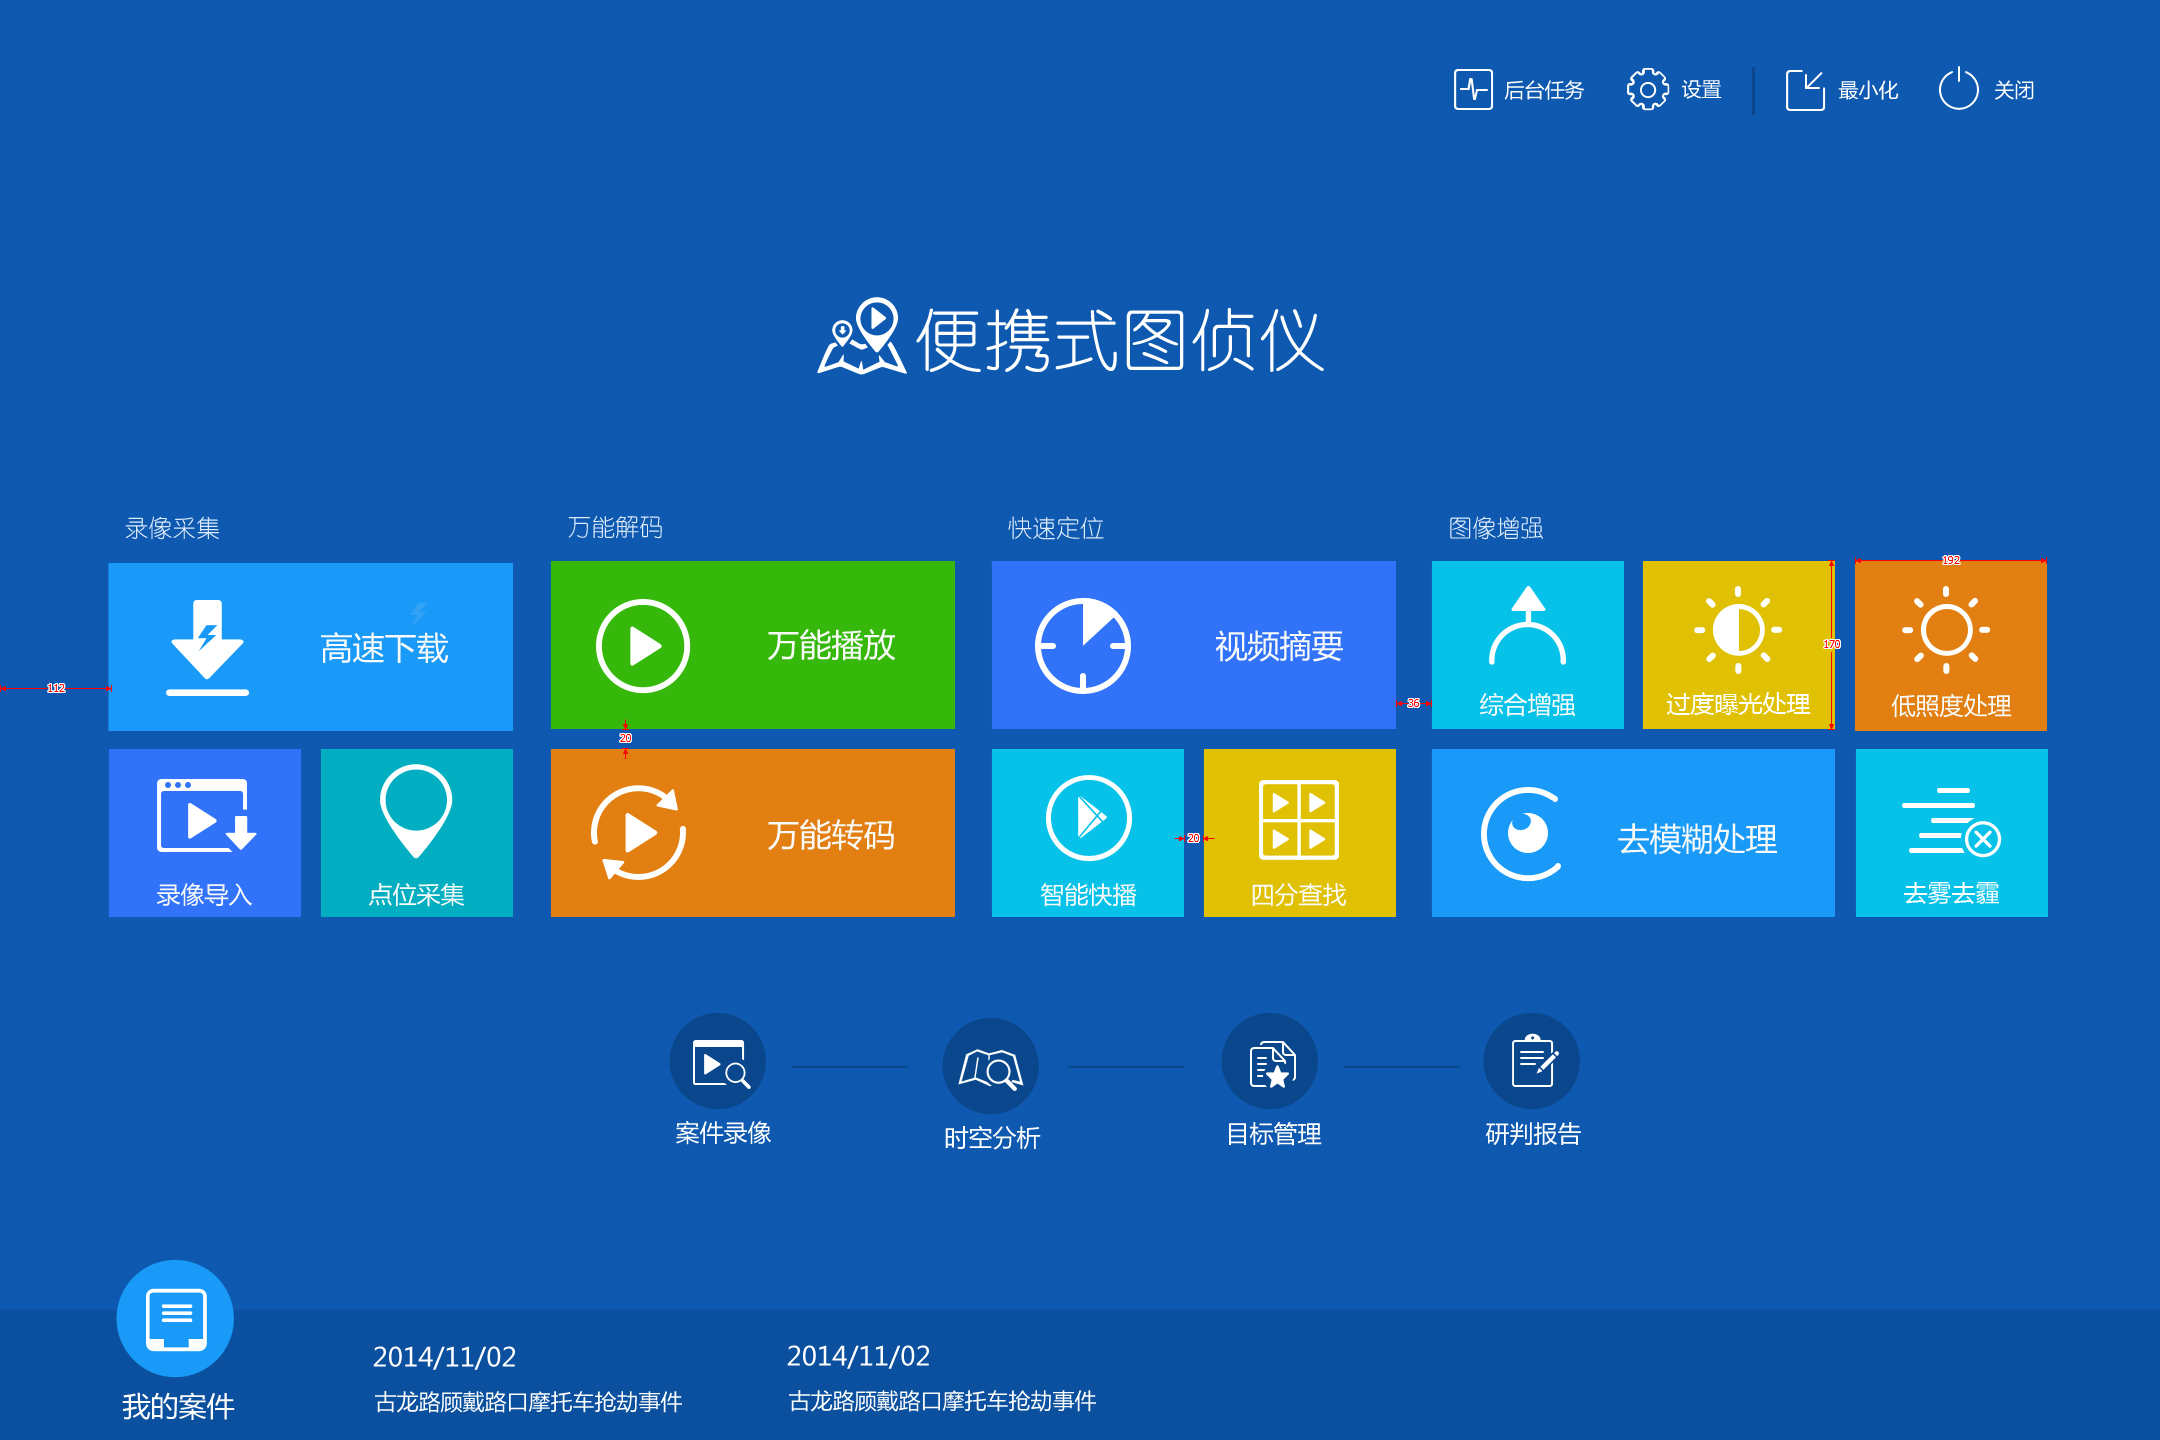 后台任务 设置 最小化 关闭
便携式图侦仪
录像采集 万能解码 快速定位 图像增强
192
高速下载 万能播放 视频摘要
170
112
综合增强 过度曝光处理 低照度处理
36
20
万能转码 去模糊处理
20
录像导入 点位采集 智能快播 四分查找 去雾去霾
案件录像 时空分析 目标管理 研判报告
2014/11/02 2014/11/02
我的案件 古龙路顾戴路口摩托车抢劫事件 古龙路顾戴路口摩托车抢劫事件